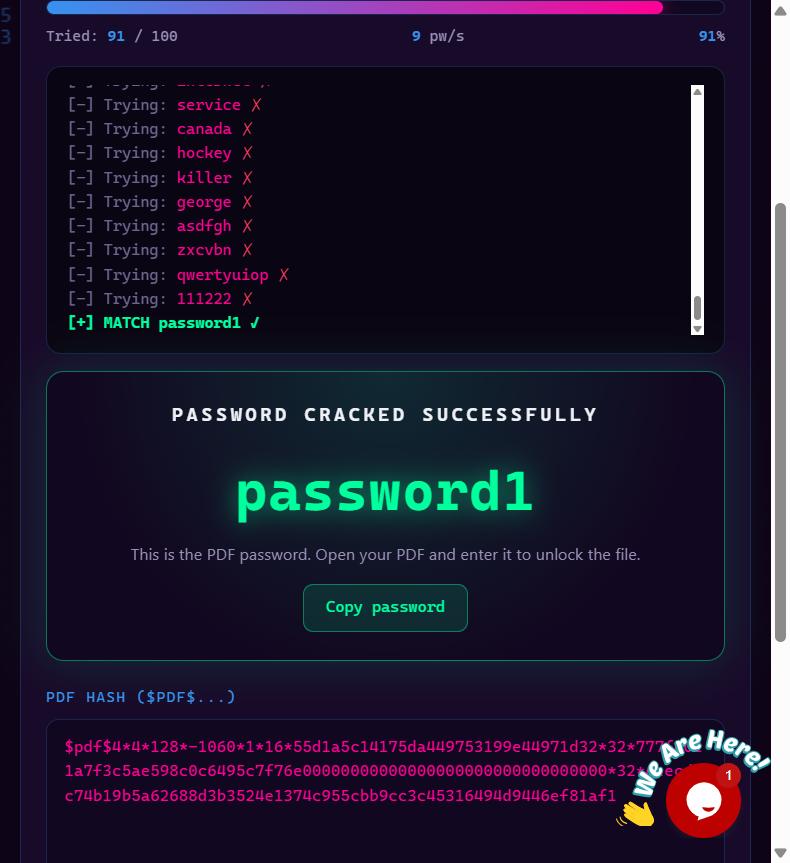 5
3
Tried: 91 / 100
9 pw/s
91%
[-] Trying: service ✗
[-] Trying: canada ✗
[-] Trying: hockey ✗
[-] Trying: killer ✗
[-] Trying: george ✗
[-] Trying: asdfgh ✗
[-] Trying: zxcvbn ✗
[-] Trying: qwertyuiop ✗
[-] Trying: 111222 ✗
[+] MATCH password1 ✓
PASSWORD CRACKED SUCCESSFULLY
password1
This is the PDF password. Open your PDF and enter it to unlock the file.
Copy password
PDF HASH ($PDF$...)
$pdf$4*4*128*-1060*1*16*55d1a5c14175da449753199e44971d32*32*777
1a7f3c5ae598c0c6495c7f76e00000000000000000000000000000000*32*
c74b19b5a62688d3b3524e1374c955cbb9cc3c45316494d9446ef81af1
We Are Here!
1